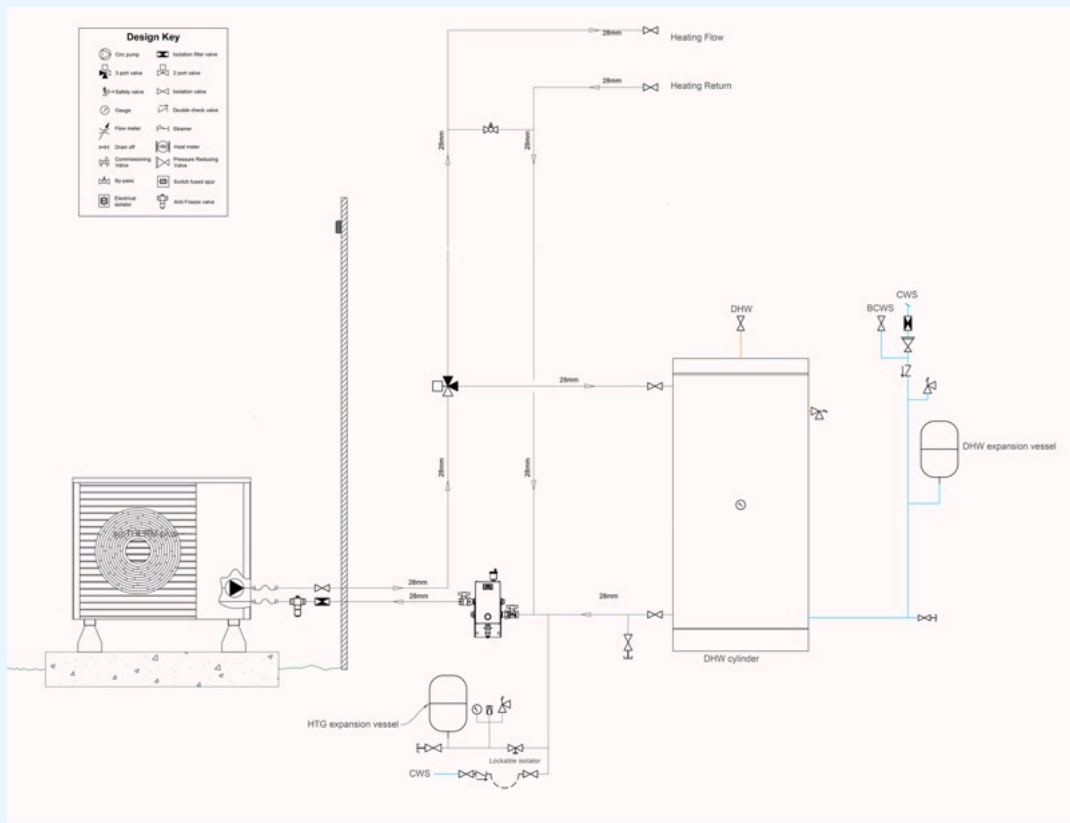 Design Key
Circ pump
Isolation filter valve
3 port valve
2 port valve
Safety valve
Isolation valve
Gauge
Double check valve
Flow meter
Strainer
Drain off
HM
Heat meter
Commissioning
Valve
Pressure Reducing
Valve
By-pass
Switch fused spur
Electrical
isolator
Anti-Freeze valve
28mm
Heating Flow
28mm
Heating Return
28mm
28mm
CWS
BCWS
DHW
28mm
DHW expansion vessel
28mm
28mm
aroTHERM plus
28mm
28mm
28mm
DHW cylinder
HTG expansion vessel
Lockable isolator
CWS